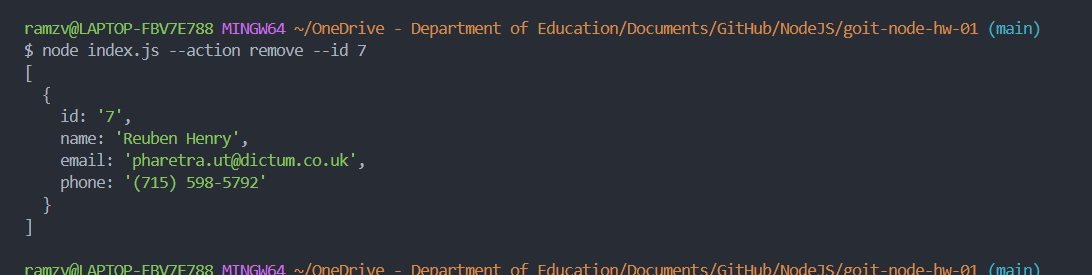 ramzv@LAPTOP-FBV7E788 MINGW64 ~/OneDrive - Department of Education/Documents/GitHub/NodeJS/goit-node-hw-01 (main)
$ node index.js --action remove --id 7
[
  {
    id: '7',
    name: 'Reuben Henry',
    email: 'pharetra.ut@dictum.co.uk',
    phone: '(715) 598-5792'
  }
]
ramzv@LAPTOP-FBV7E788 MINGW64 ~/OneDrive - Department of Education/Documents/GitHub/NodeJS/goit-node-hw-01 (main)